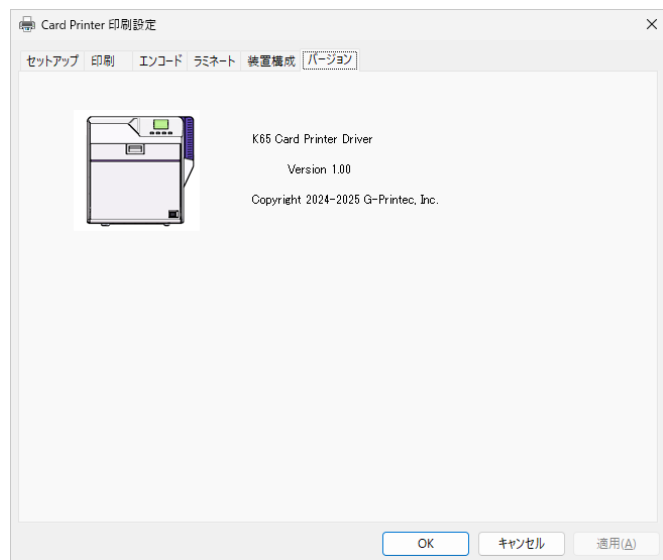 Card Printer 印刷設定
セットアップ 印刷 エンコード ラミネート 装置構成 バージョン
K65 Card Printer Driver
Version 1.00
Copyright 2024-2025 G-Printec, Inc.
OK キャンセル 適用(A)